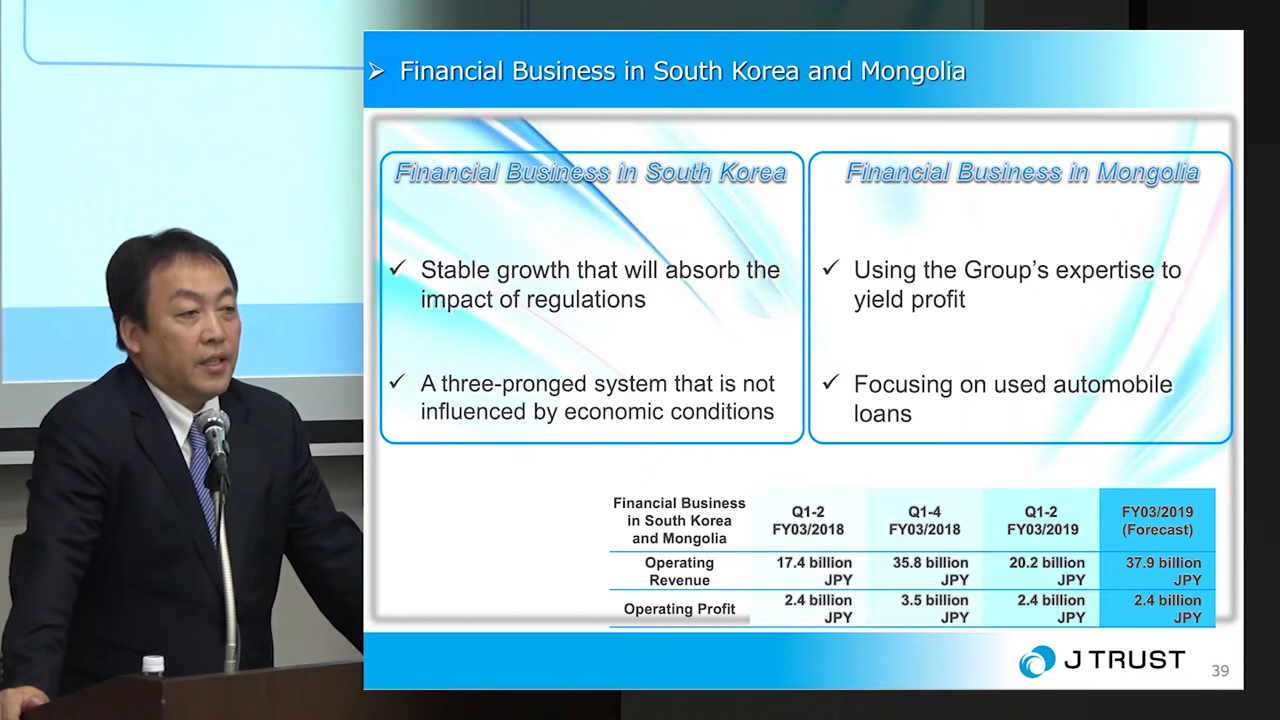 ➢ Financial Business in South Korea and Mongolia
Financial Business in South Korea
✓ Stable growth that will absorb the
impact of regulations
✓ A three-pronged system that is not
influenced by economic conditions
Financial Business in Mongolia
✓ Using the Group's expertise to
yield profit
✓ Focusing on used automobile
loans
Financial Business
in South Korea
and Mongolia
Q1-2
FY03/2018
Q1-4
FY03/2018
Q1-2
FY03/2019
FY03/2019
(Forecast)
Operating
Revenue
17.4 billion
JPY
35.8 billion
JPY
20.2 billion
JPY
37.9 billion
JPY
Operating Profit
2.4 billion
JPY
3.5 billion
JPY
2.4 billion
JPY
2.4 billion
JPY
J TRUST
39